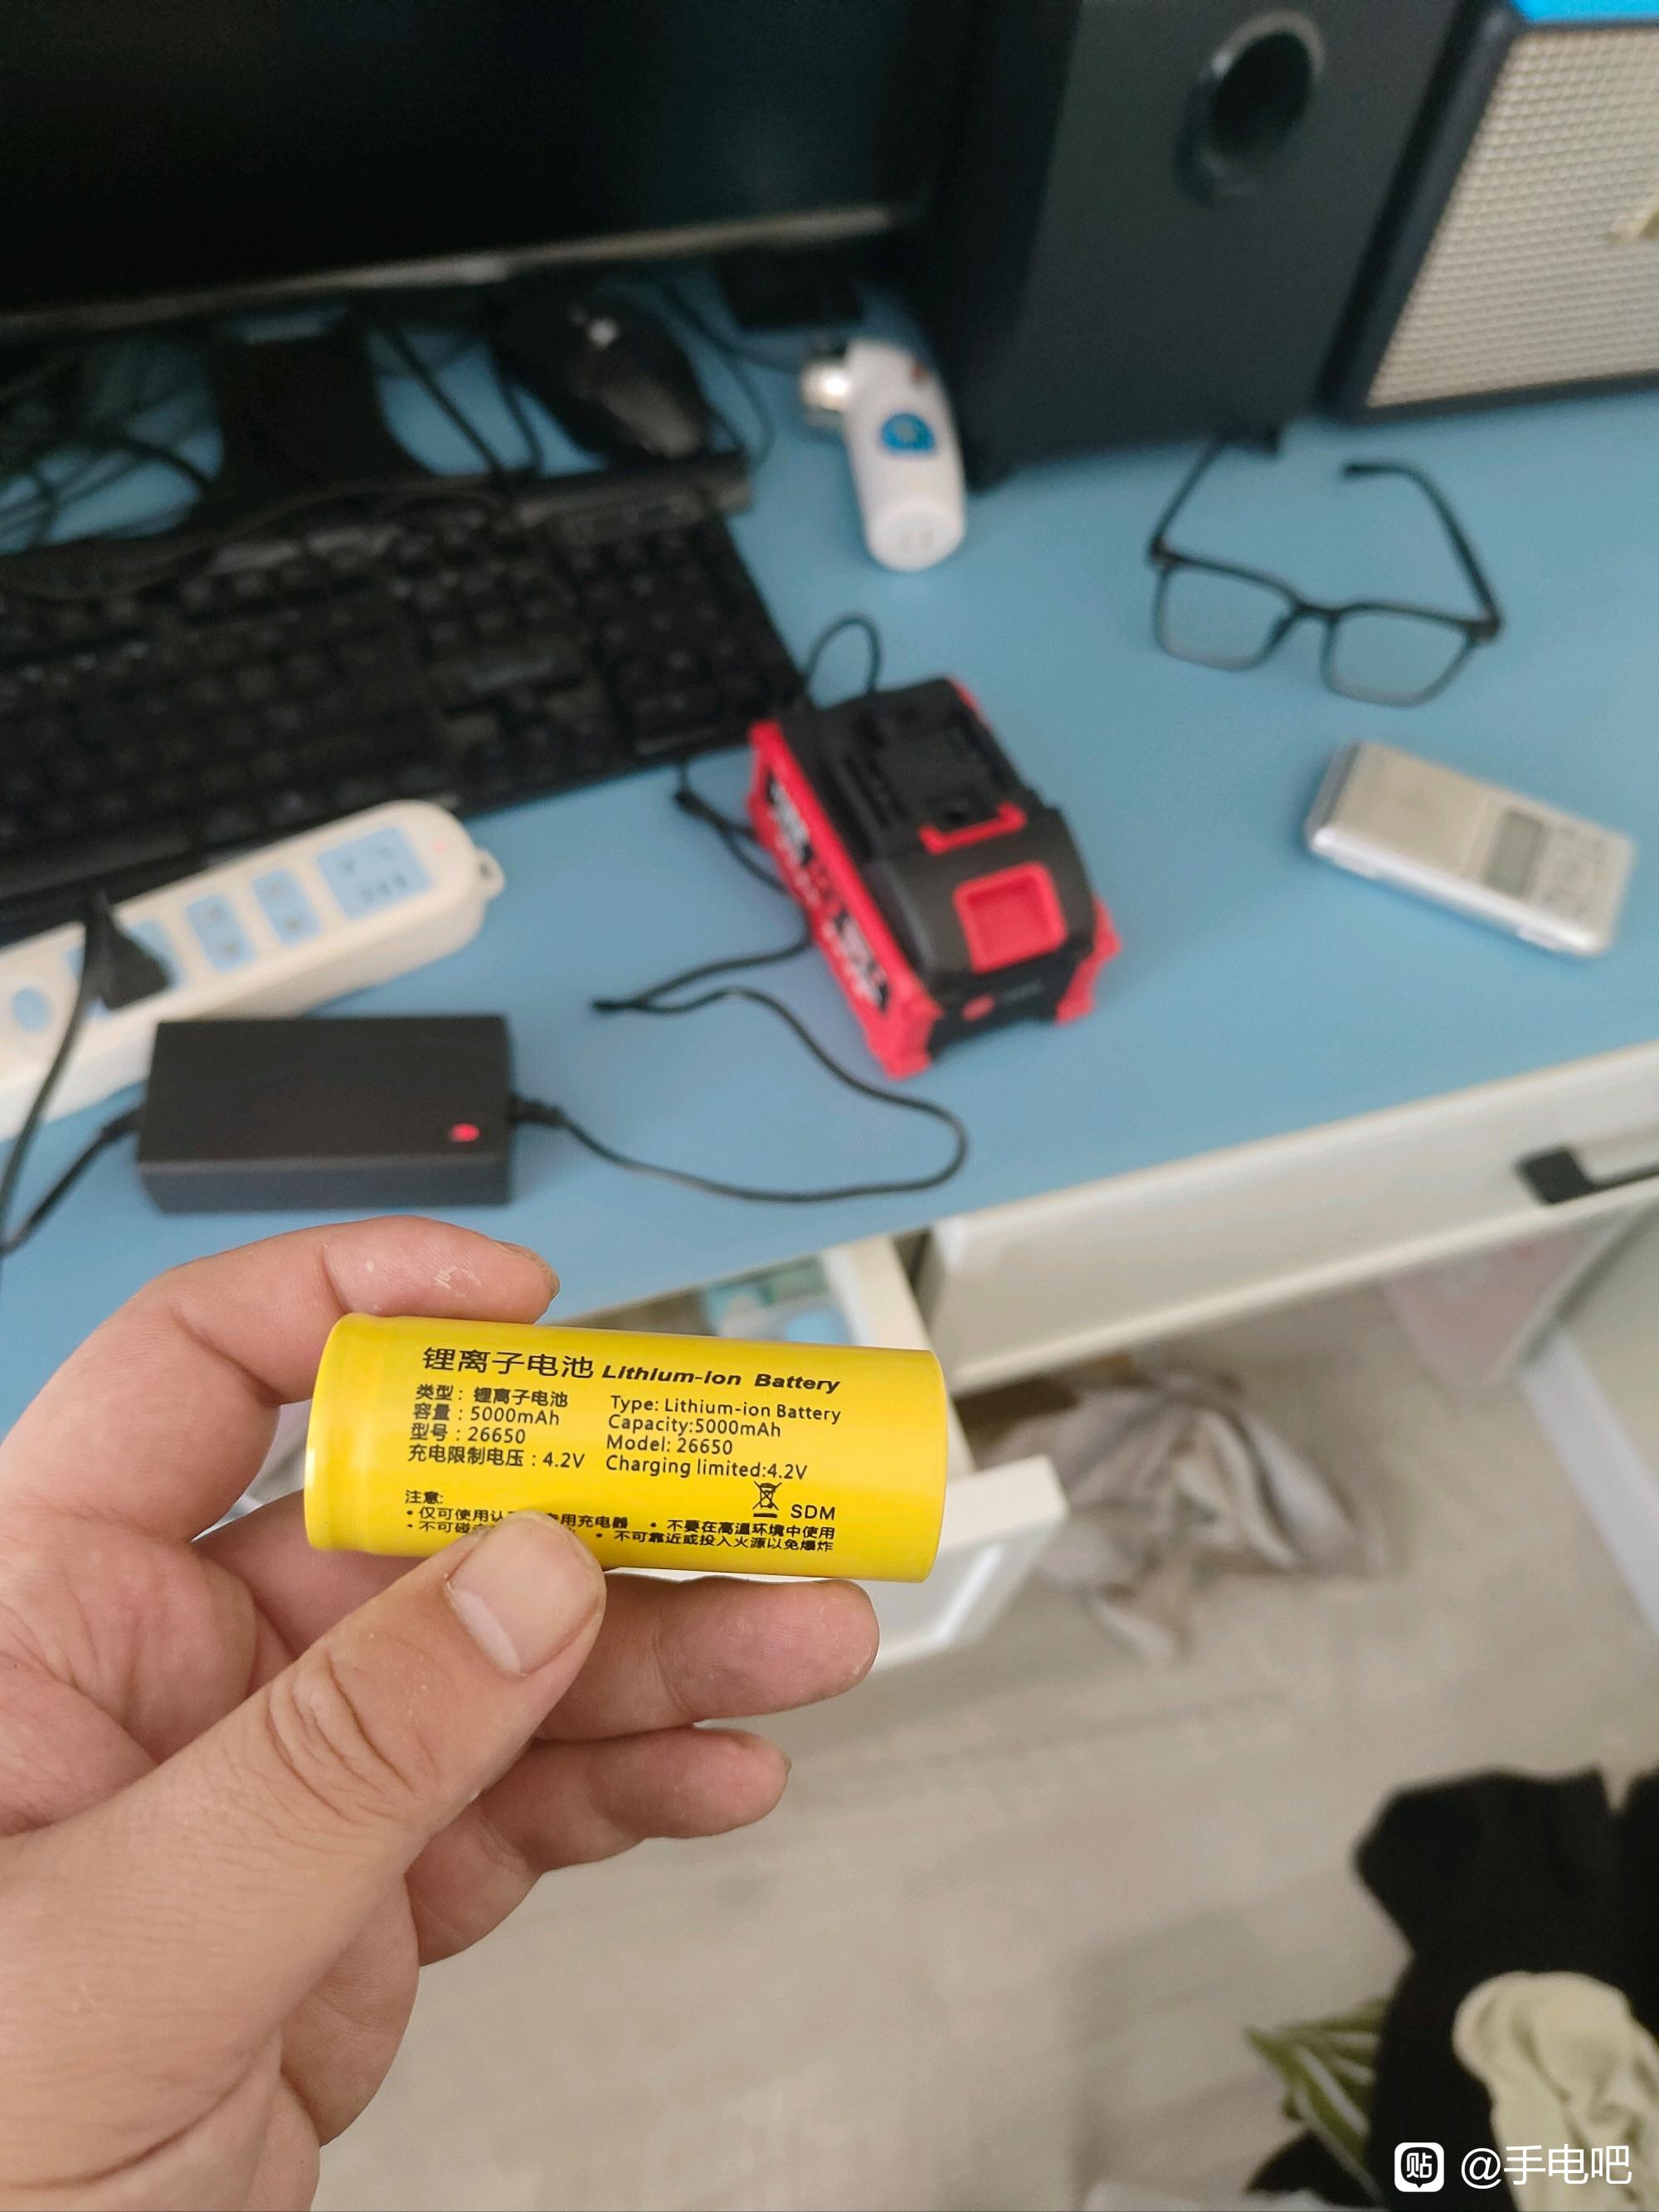 锂离子电池 Lithium-ion Battery
类型：锂离子电池
容量：5000mAh
型号：26650
充电限制电压：4.2V
Type: Lithium-ion Battery
Capacity:5000mAh
Model: 26650
Charging limited:4.2V
SDM
注意:
•仅可使用认 用充电器 •不要在高温环境中使用
•不可碰 •不可靠近或投入火源以免爆炸
贴 @手电吧